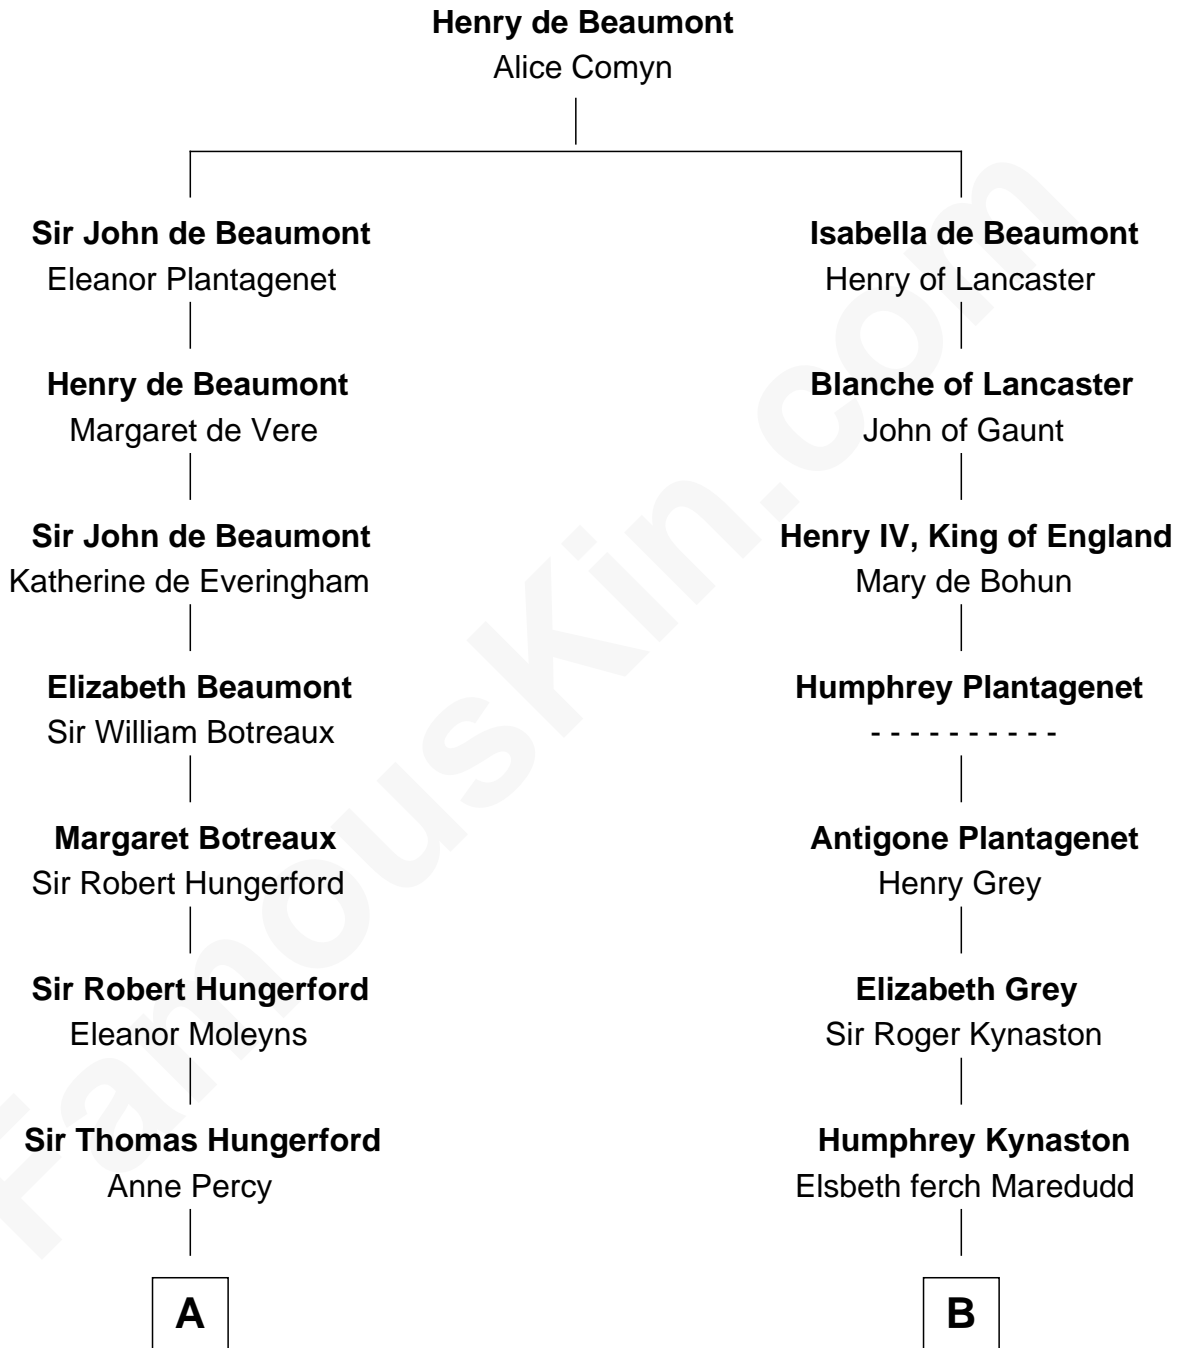 Henry de Beaumont
Alice Comyn
Sir John de Beaumont
Eleanor Plantagenet
Isabella de Beaumont
Henry of Lancaster
Henry de Beaumont
Margaret de Vere
Blanche of Lancaster
John of Gaunt
Sir John de Beaumont
Katherine de Everingham
Henry IV, King of England
Mary de Bohun
Elizabeth Beaumont
Sir William Botreaux
Humphrey Plantagenet
- - - - - - - - - -
Margaret Botreaux
Sir Robert Hungerford
Antigone Plantagenet
Henry Grey
Sir Robert Hungerford
Eleanor Moleyns
Elizabeth Grey
Sir Roger Kynaston
Sir Thomas Hungerford
Anne Percy
Humphrey Kynaston
Elsbeth ferch Maredudd
A
B
FamousKin.com